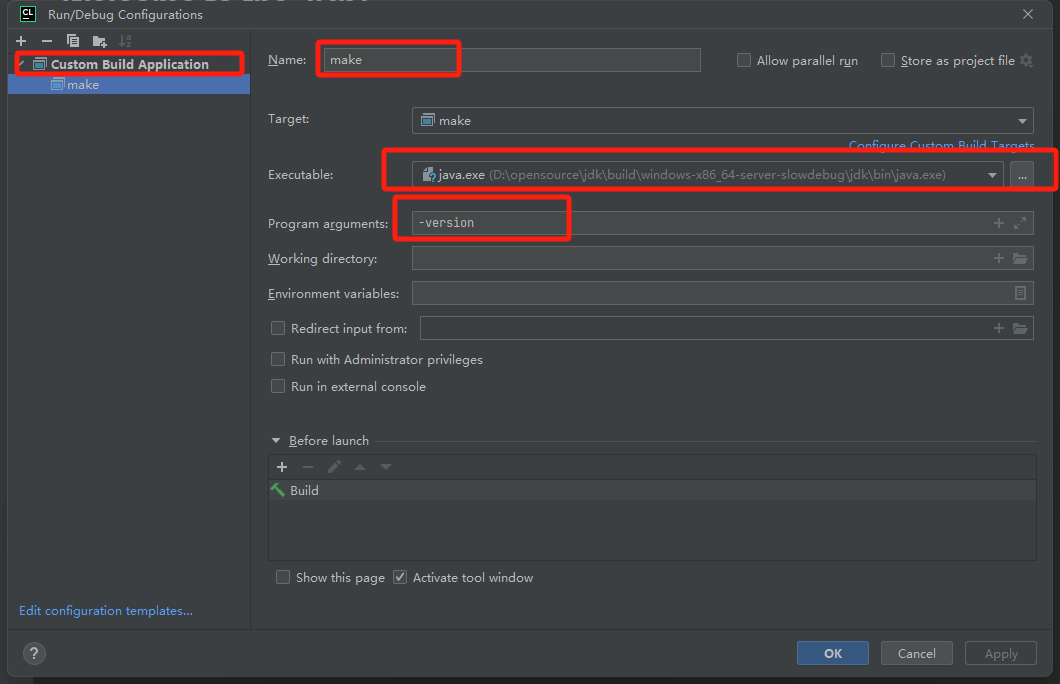 CL Run/Debug Configurations
Custom Build Application
make
Name: make
Allow parallel run
Store as project file
Target: make
Configure Custom Build Targets
Executable: java.exe (D:\opensource\jdk\build\windows-x86_64-server-slowdebug\jdk\bin\java.exe) ...
Program arguments: -version
Working directory:
Environment variables:
Redirect input from:
Run with Administrator privileges
Run in external console
Before launch
Build
Show this page Activate tool window
Edit configuration templates...
? OK Cancel Apply